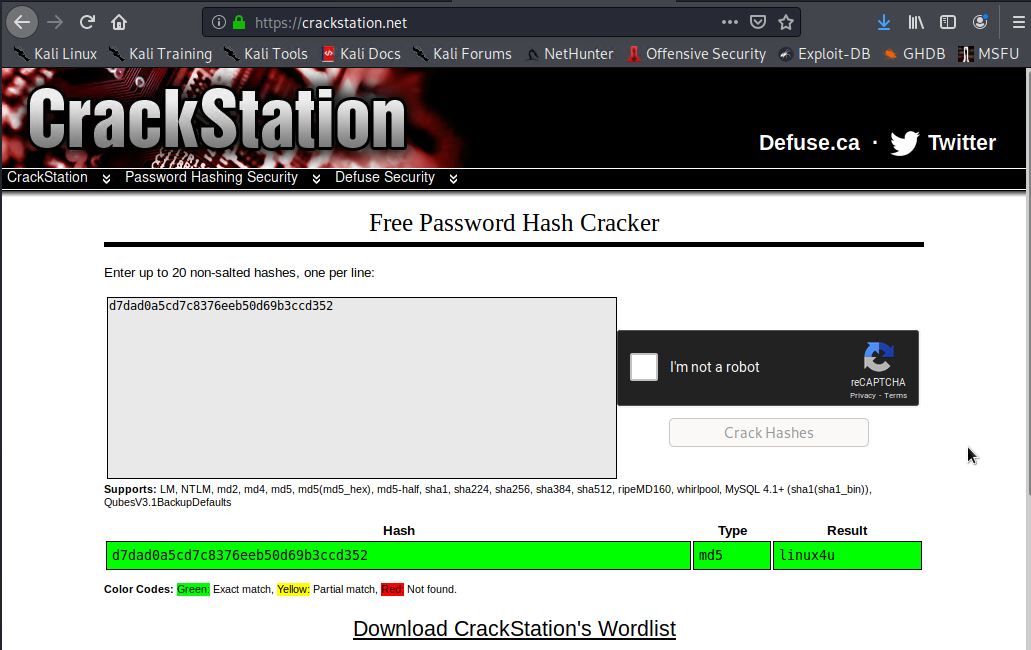 https://crackstation.net
Kali Linux Kali Training Kali Tools Kali Docs Kali Forums NetHunter Offensive Security Exploit-DB GHDB MSFU
CrackStation
Defuse.ca · Twitter
CrackStation Password Hashing Security Defuse Security
Free Password Hash Cracker
Enter up to 20 non-salted hashes, one per line:
d7dad0a5cd7c8376eeb50d69b3ccd352
I'm not a robot
reCAPTCHA
Privacy - Terms
Crack Hashes
Supports: LM, NTLM, md2, md4, md5, md5(md5_hex), md5-half, sha1, sha224, sha256, sha384, sha512, ripeMD160, whirlpool, MySQL 4.1+ (sha1(sha1_bin)),
QubesV3.1BackupDefaults
Hash Type Result
d7dad0a5cd7c8376eeb50d69b3ccd352 md5 linux4u
Color Codes: Green: Exact match, Yellow: Partial match, Red: Not found.
Download CrackStation's Wordlist